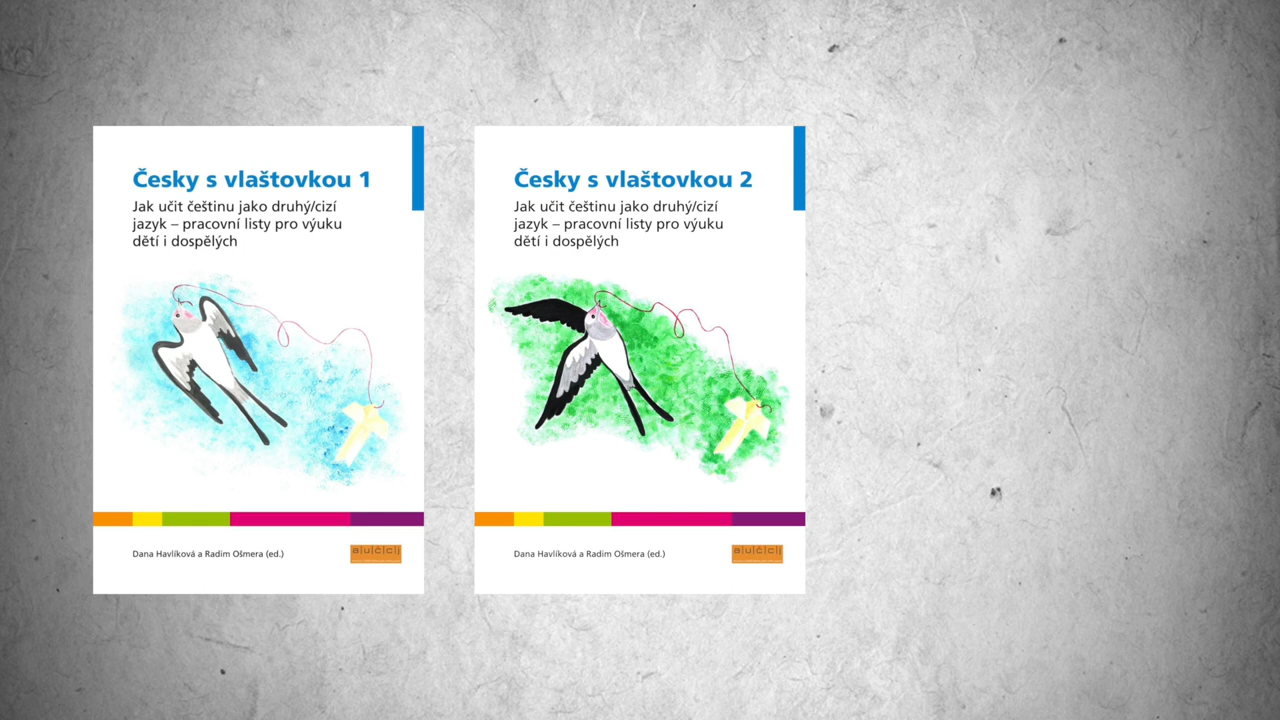 Česky s vlaštovkou 1
Jak učit češtinu jako druhý/cizí
jazyk – pracovní listy pro výuku
dětí i dospělých
Dana Havlíková a Radim Ošmera (ed.)
a|u|č|c|j
Česky s vlaštovkou 2
Jak učit češtinu jako druhý/cizí
jazyk – pracovní listy pro výuku
dětí i dospělých
Dana Havlíková a Radim Ošmera (ed.)
a|u|č|c|j